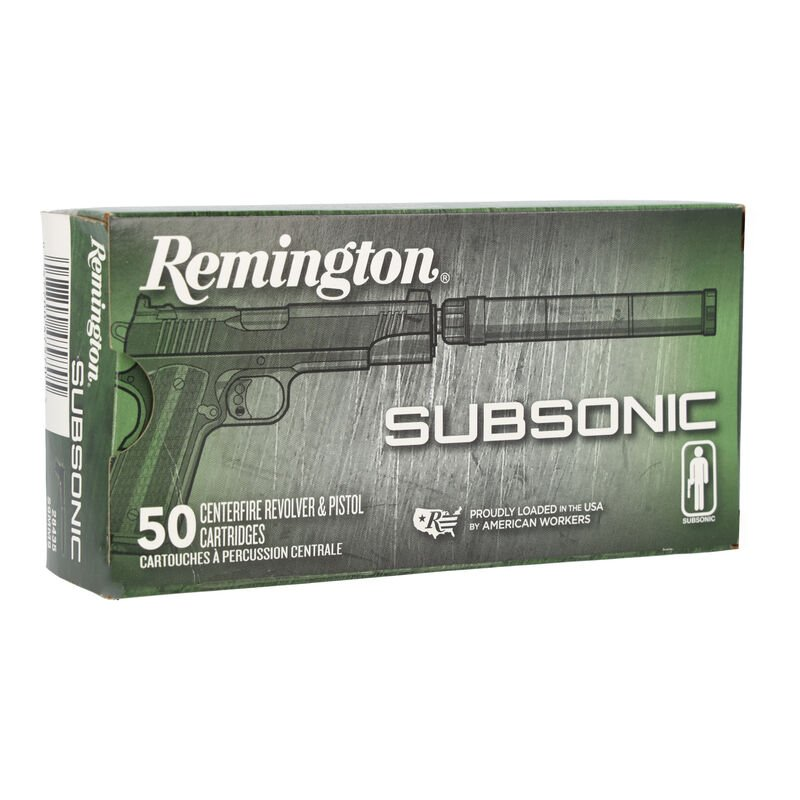 Remington®
SUBSONIC
50 CENTERFIRE REVOLVER & PISTOL
CARTRIDGES
CARTOUCHES À PERCUSSION CENTRALE
R PROUDLY LOADED IN THE USA
BY AMERICAN WORKERS
SUBSONIC
Remington®
SUBSONIC
28435